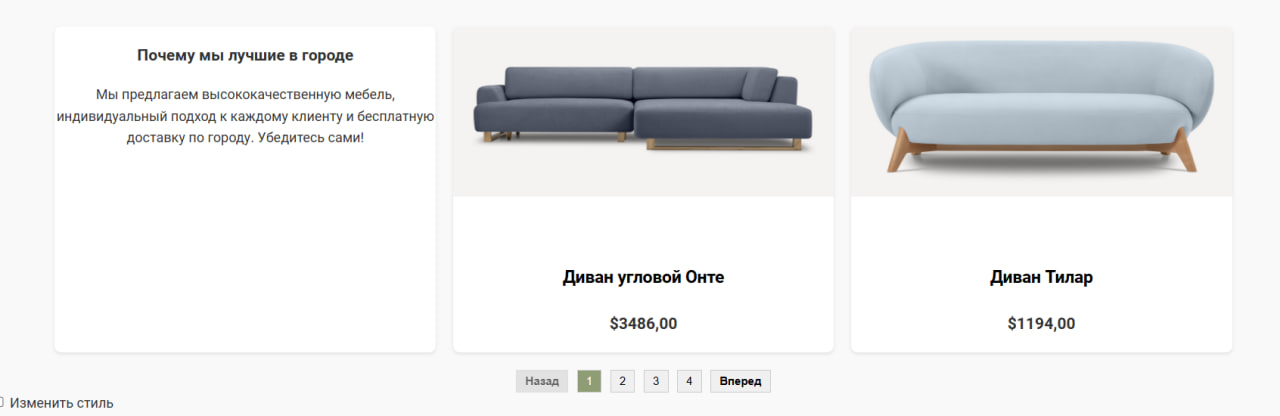 Почему мы лучшие в городе
Мы предлагаем высококачественную мебель,
индивидуальный подход к каждому клиенту и бесплатную
доставку по городу. Убедитесь сами!
Диван угловой Онте
$3486,00
Диван Тилар
$1194,00
Назад 1 2 3 4 Вперед
Изменить стиль